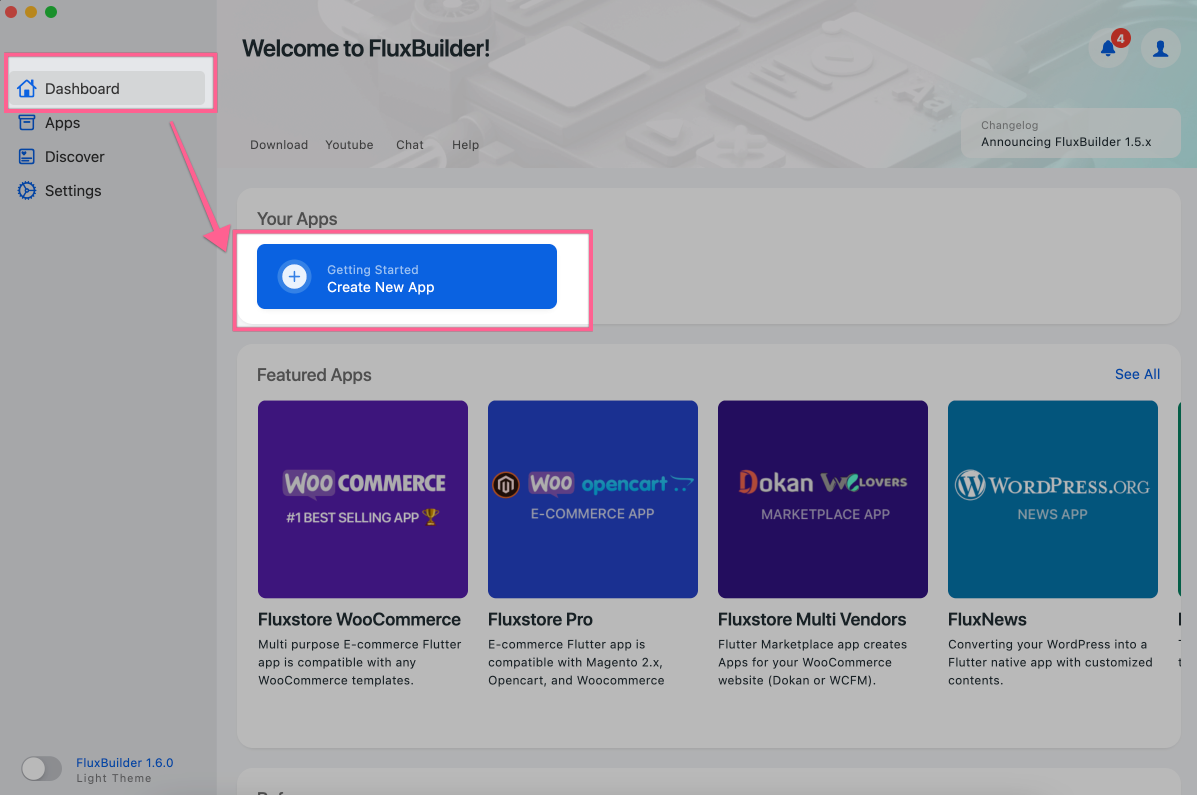 Welcome to FluxBuilder!
4
Dashboard
Apps
Discover
Settings
Download Youtube Chat Help
Changelog
Announcing FluxBuilder 1.5.x
Your Apps
Getting Started
Create New App
Featured Apps
See All
WOO COMMERCE
#1 BEST SELLING APP 🏆
WOO opencart
E-COMMERCE APP
Dokan WCLOVERS
MARKETPLACE APP
WORDPRESS.ORG
NEWS APP
Fluxstore WooCommerce
Multi purpose E-commerce Flutter
app is compatible with any
WooCommerce templates.
Fluxstore Pro
E-commerce Flutter app is
compatible with Magento 2.x,
Opencart, and Woocommerce
Fluxstore Multi Vendors
Flutter Marketplace app creates
Apps for your WooCommerce
website (Dokan or WCFM).
FluxNews
Converting your WordPress into a
Flutter native app with customized
contents.
FluxBuilder 1.6.0
Light Theme